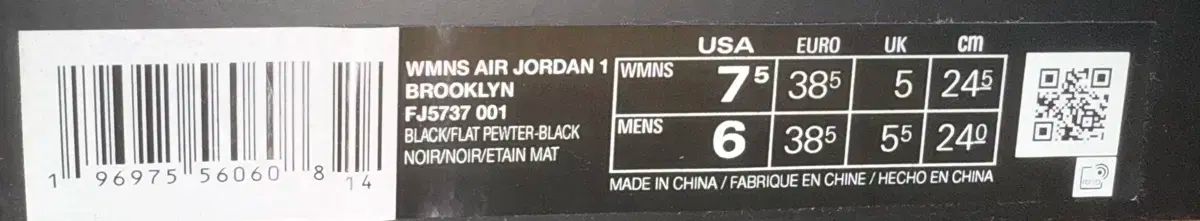 WMNS AIR JORDAN 1
BROOKLYN
FJ5737 001
BLACK/FLAT PEWTER-BLACK
NOIR/NOIR/ETAIN MAT
USA EURO UK cm
WMNS 7⁵ 38⁵ 5 24⁵
MENS 6 38⁵ 5⁵ 24⁰
MADE IN CHINA / FABRIQUE EN CHINE / HECHO EN CHINA
1 96975 56060 8 14